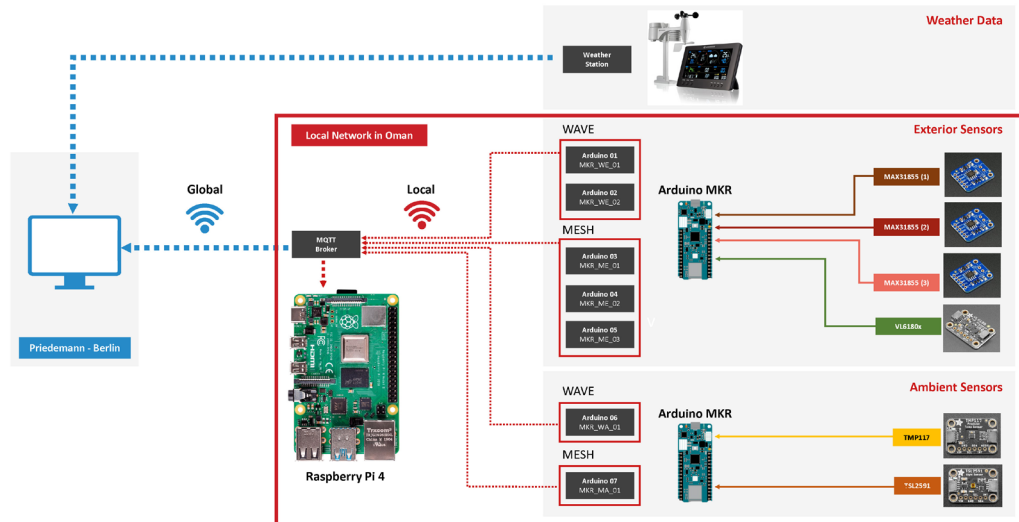 Weather Data
Weather
Station
Local Network in Oman
WAVE
Exterior Sensors
Arduino 01
MKR_WE_01
Arduino 02
MKR_WE_02
Arduino MKR
MAX31855 (1)
MAX31855 (2)
MAX31855 (3)
VL6180x
Global
Local
MQTT
Broker
MESH
Arduino 03
MKR_ME_01
Arduino 04
MKR_ME_02
Arduino 05
MKR_ME_03
Priedemann - Berlin
HDMI
Raspberry Pi 4
WAVE
Ambient Sensors
Arduino 06
MKR_WA_01
Arduino MKR
TMP117
TMP117
MESH
Arduino 07
MKR_MA_01
TSL2591
TSL2591